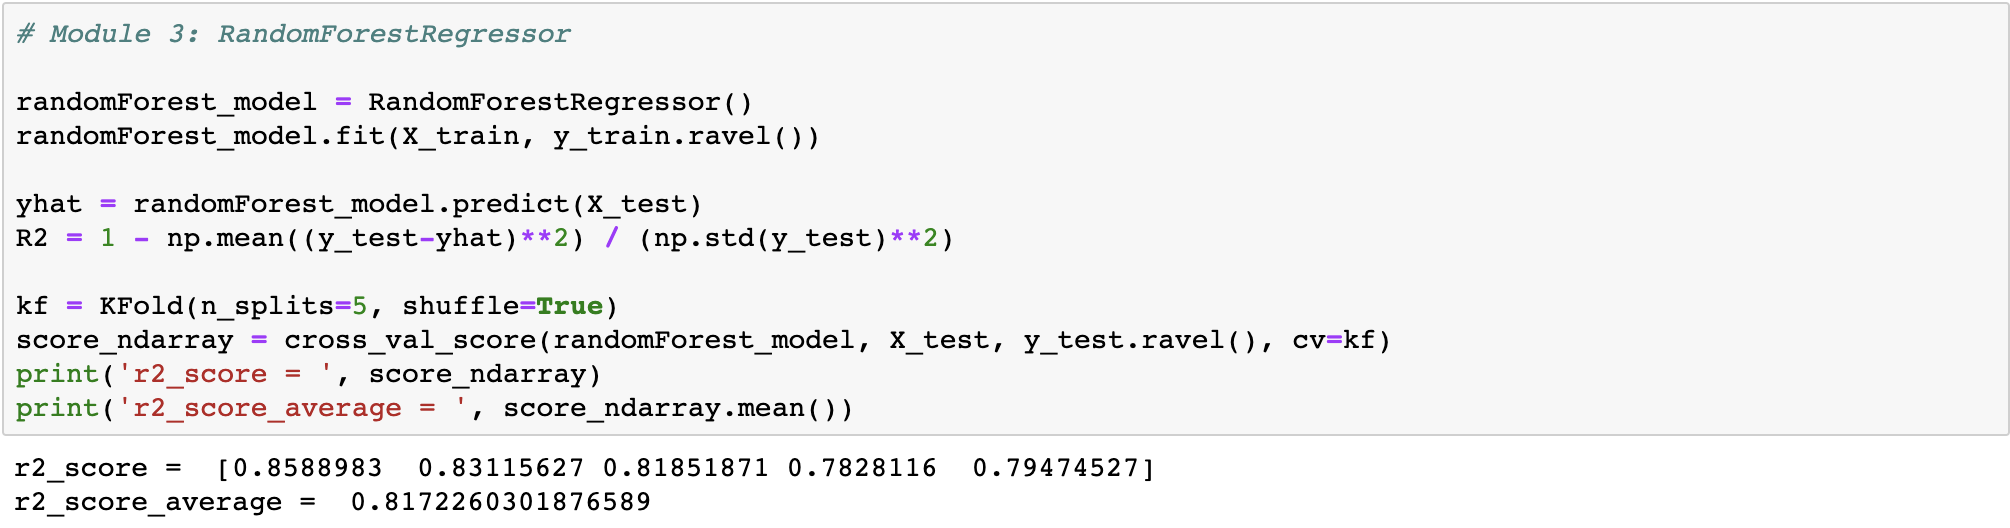 # Module 3: RandomForestRegressor
randomForest_model = RandomForestRegressor()
randomForest_model.fit(X_train, y_train.ravel())
yhat = randomForest_model.predict(X_test)
R2 = 1 - np.mean((y_test-yhat)**2) / (np.std(y_test)**2)
kf = KFold(n_splits=5, shuffle=True)
score_ndarray = cross_val_score(randomForest_model, X_test, y_test.ravel(), cv=kf)
print('r2_score = ', score_ndarray)
print('r2_score_average = ', score_ndarray.mean())
r2_score =  [0.8588983  0.83115627 0.81851871 0.7828116  0.79474527]
r2_score_average =  0.8172260301876589